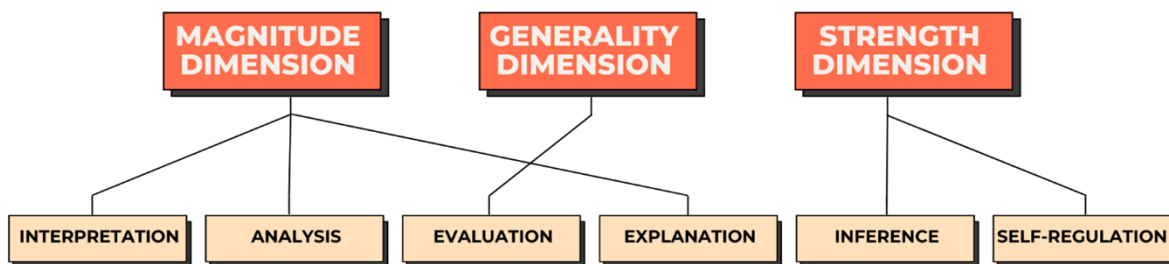 MAGNITUDE
DIMENSION
GENERALITY
DIMENSION
STRENGTH
DIMENSION
INTERPRETATION
ANALYSIS
EVALUATION
EXPLANATION
INFERENCE
SELF-REGULATION